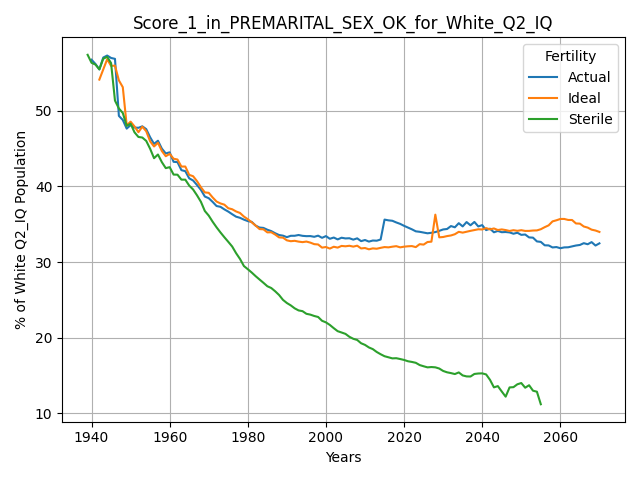 Score_1_in_PREMARITAL_SEX_OK_for_White_Q2_IQ
Fertility
Actual
Ideal
Sterile
% of White Q2_IQ Population
50
40
30
20
10
1940 1960 1980 2000 2020 2040 2060
Years